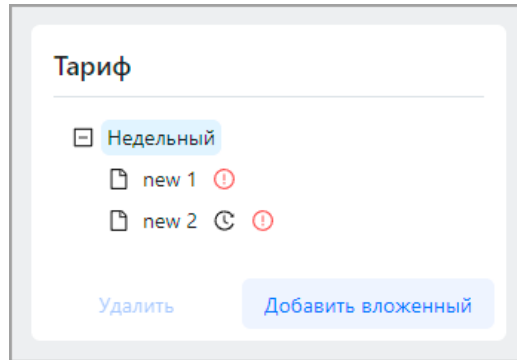 Тариф
Недельный
new 1
new 2
Удалить Добавить вложенный